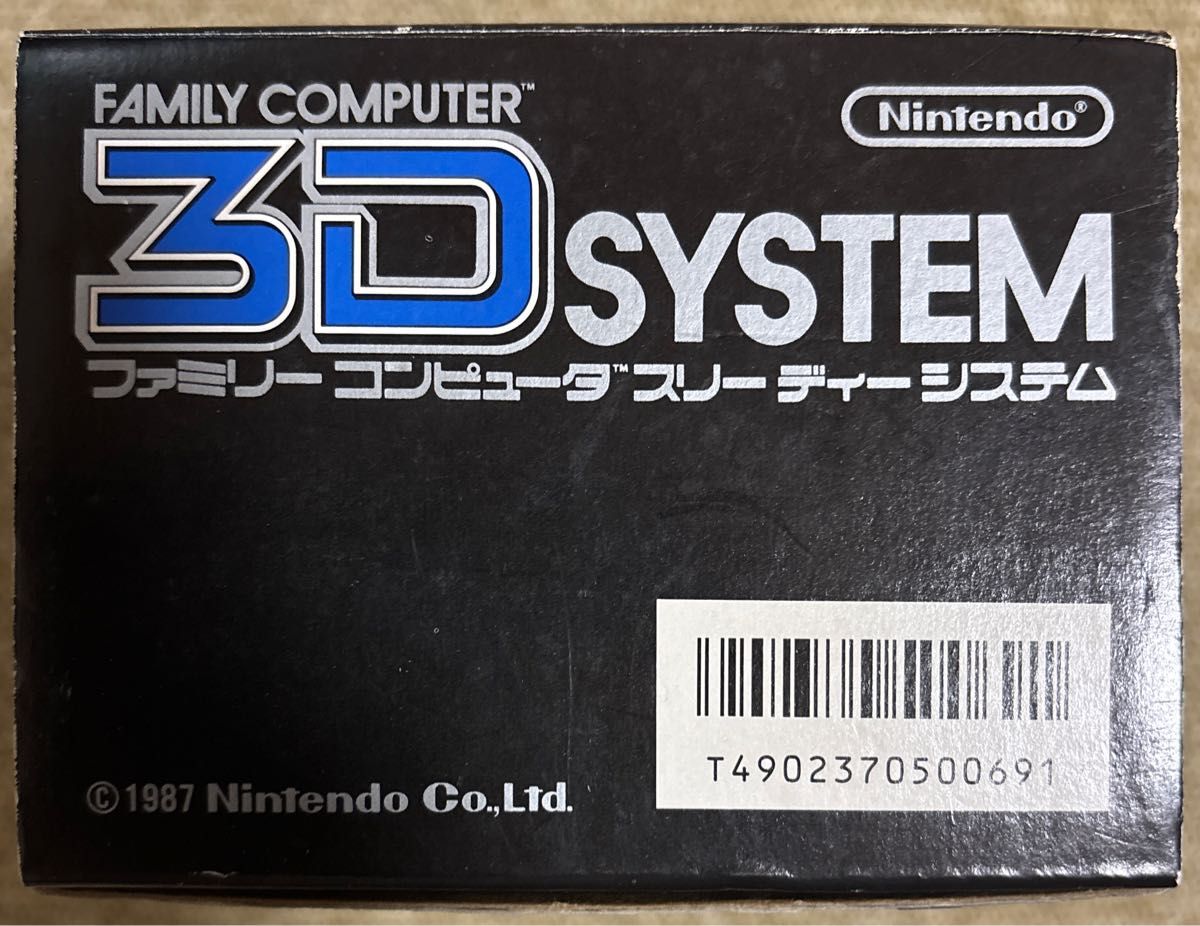 FAMILY COMPUTER™
Nintendo®
3D SYSTEM
ファミリー コンピュータ™ スリー ディー システム
T4902370500691
©1987 Nintendo Co.,Ltd.